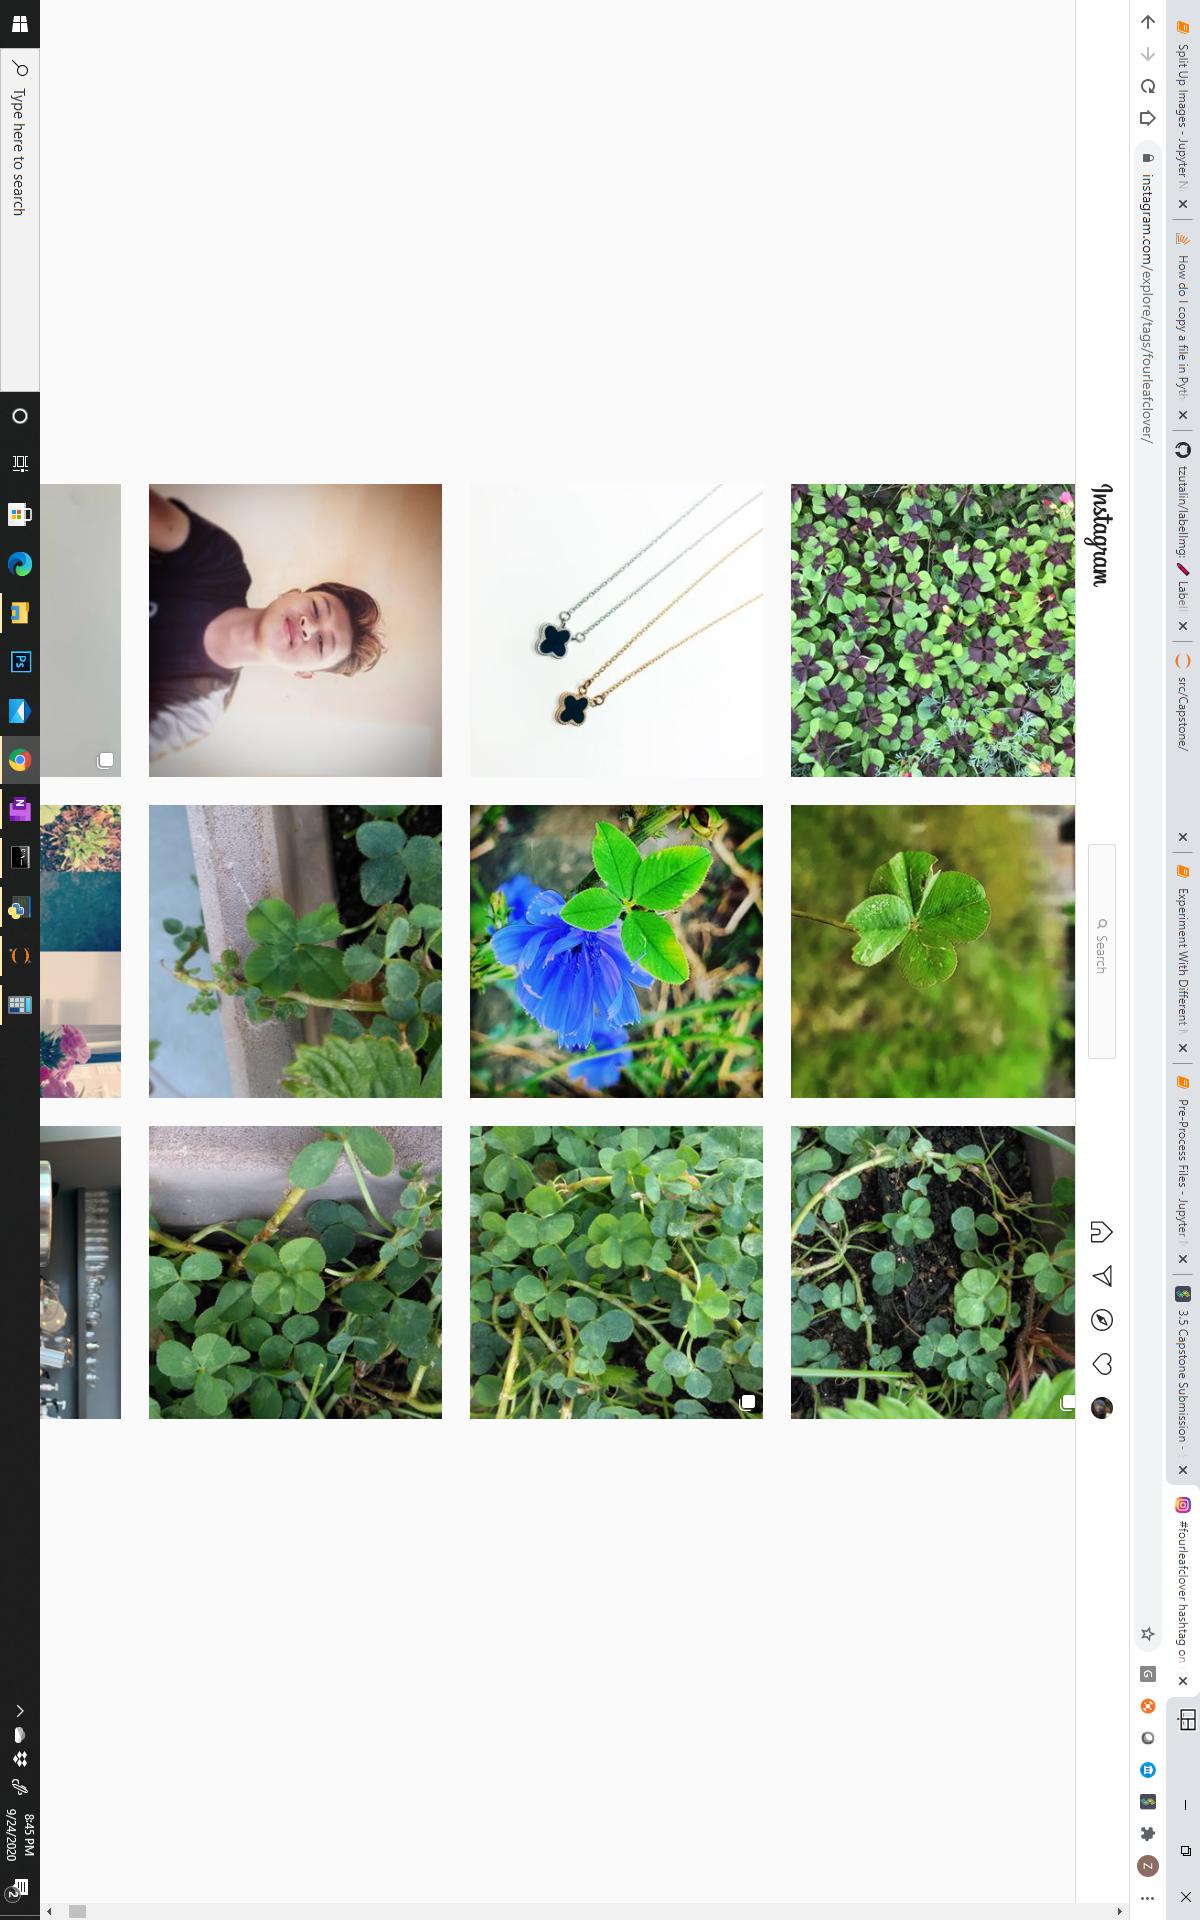 Split Up Images - Jupyter N
How do I copy a file in Pyth
tzutalin/labelImg: Labell
src/Capstone/
Experiment With Different
Pre-Process Files - Jupyter
3.5 Capstone Submission -
#fourleafclover hashtag on
instagram.com/explore/tags/fourleafclover/
G
Z
Instagram
Search
Type here to search
Ps
N
8:45 PM
9/24/2020
2